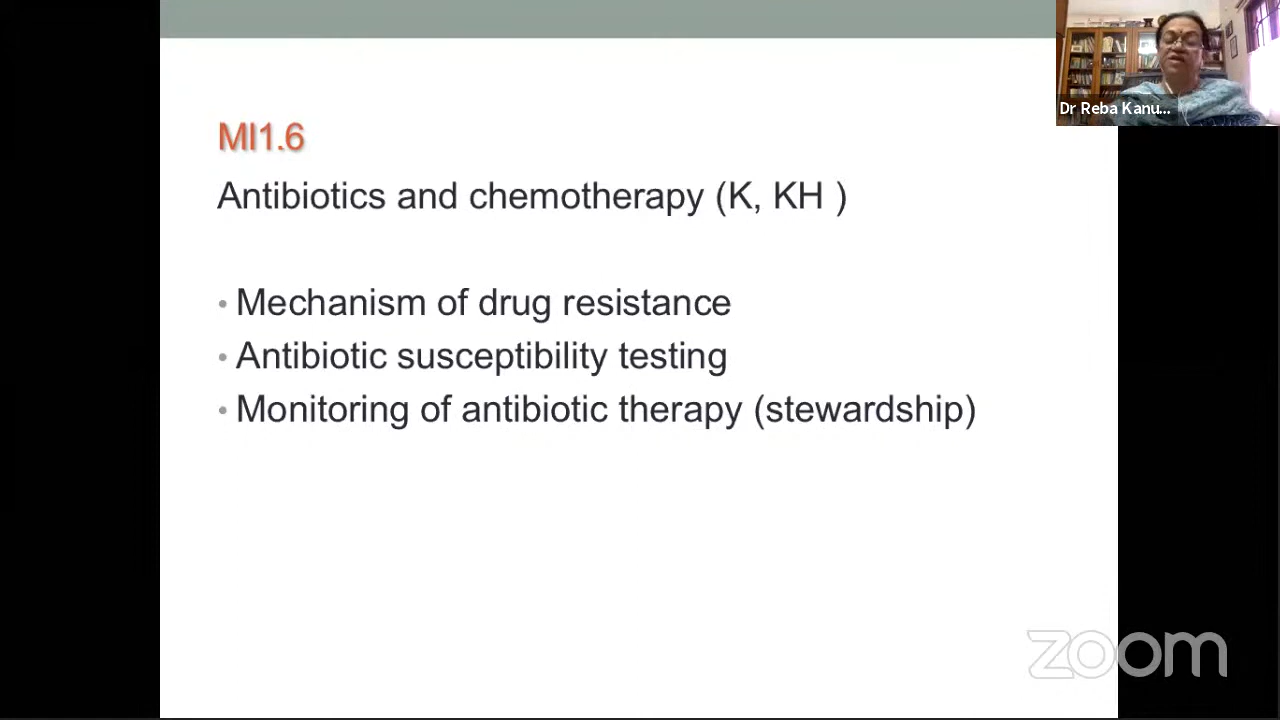 MI1.6
Antibiotics and chemotherapy (K, KH )
• Mechanism of drug resistance
• Antibiotic susceptibility testing
• Monitoring of antibiotic therapy (stewardship)
Dr Reba Kanu...
zoom